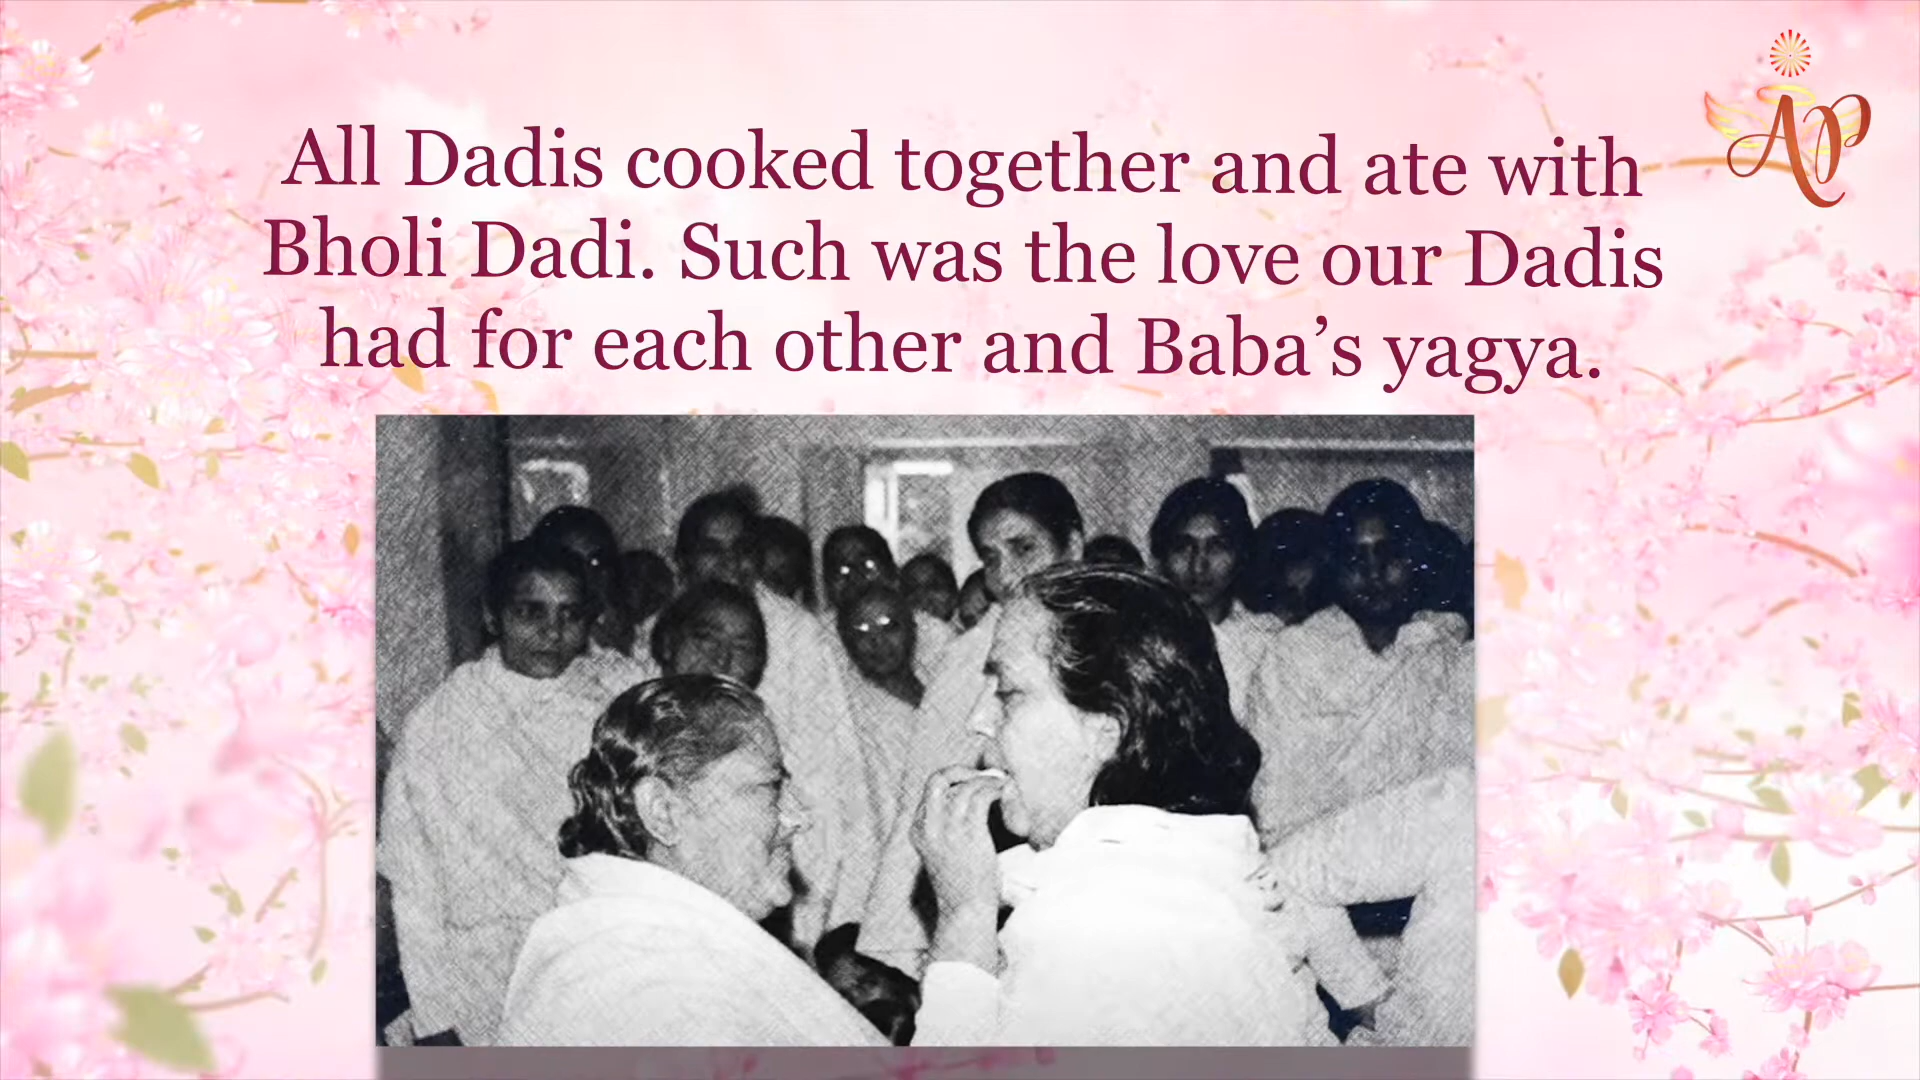 AP
All Dadis cooked together and ate with
Bholi Dadi. Such was the love our Dadis
had for each other and Baba’s yagya.